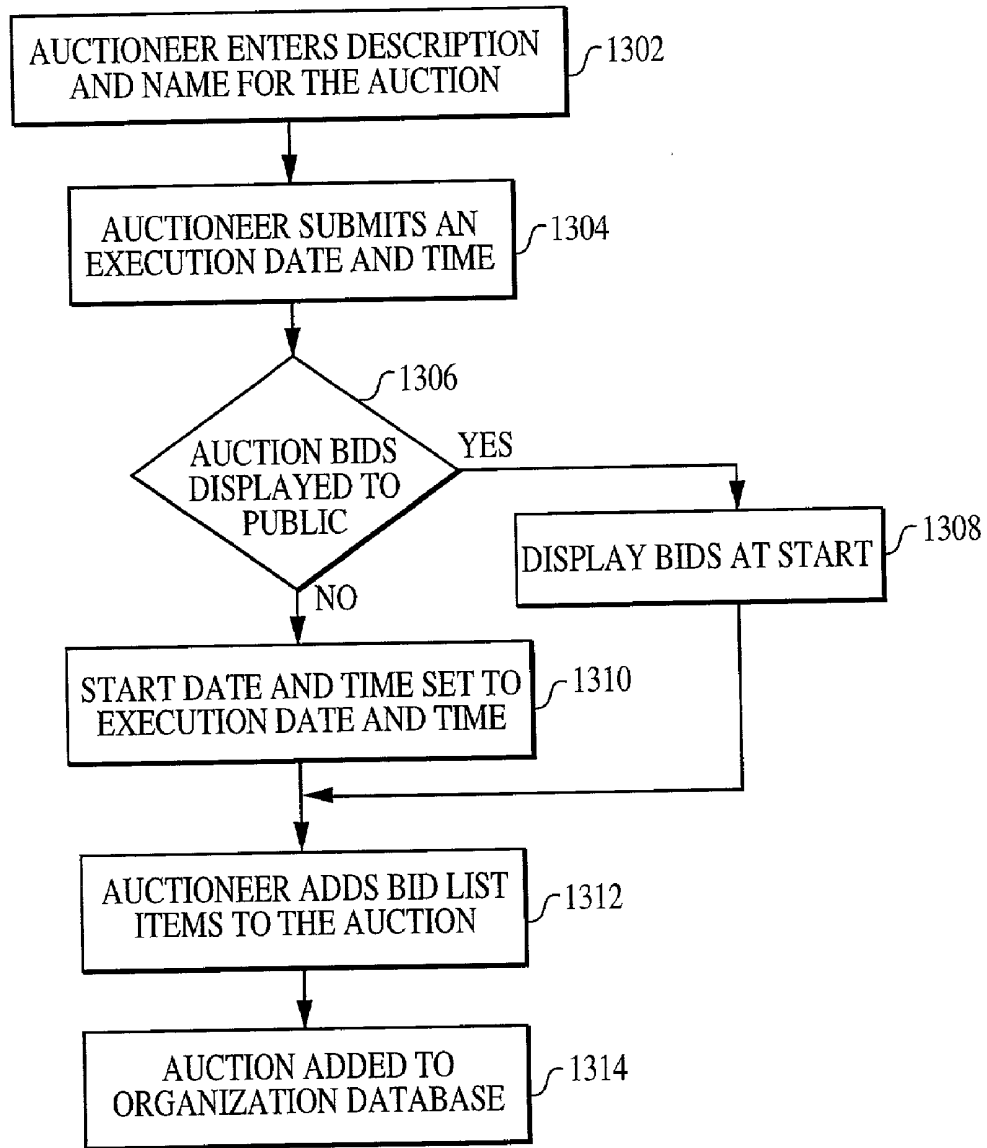 AUCTIONEER ENTERS DESCRIPTION
AND NAME FOR THE AUCTION
1302
AUCTIONEER SUBMITS AN
EXECUTION DATE AND TIME
1304
1306
AUCTION BIDS
DISPLAYED TO
PUBLIC
YES
NO
DISPLAY BIDS AT START
1308
START DATE AND TIME SET TO
EXECUTION DATE AND TIME
1310
AUCTIONEER ADDS BID LIST
ITEMS TO THE AUCTION
1312
AUCTION ADDED TO
ORGANIZATION DATABASE
1314